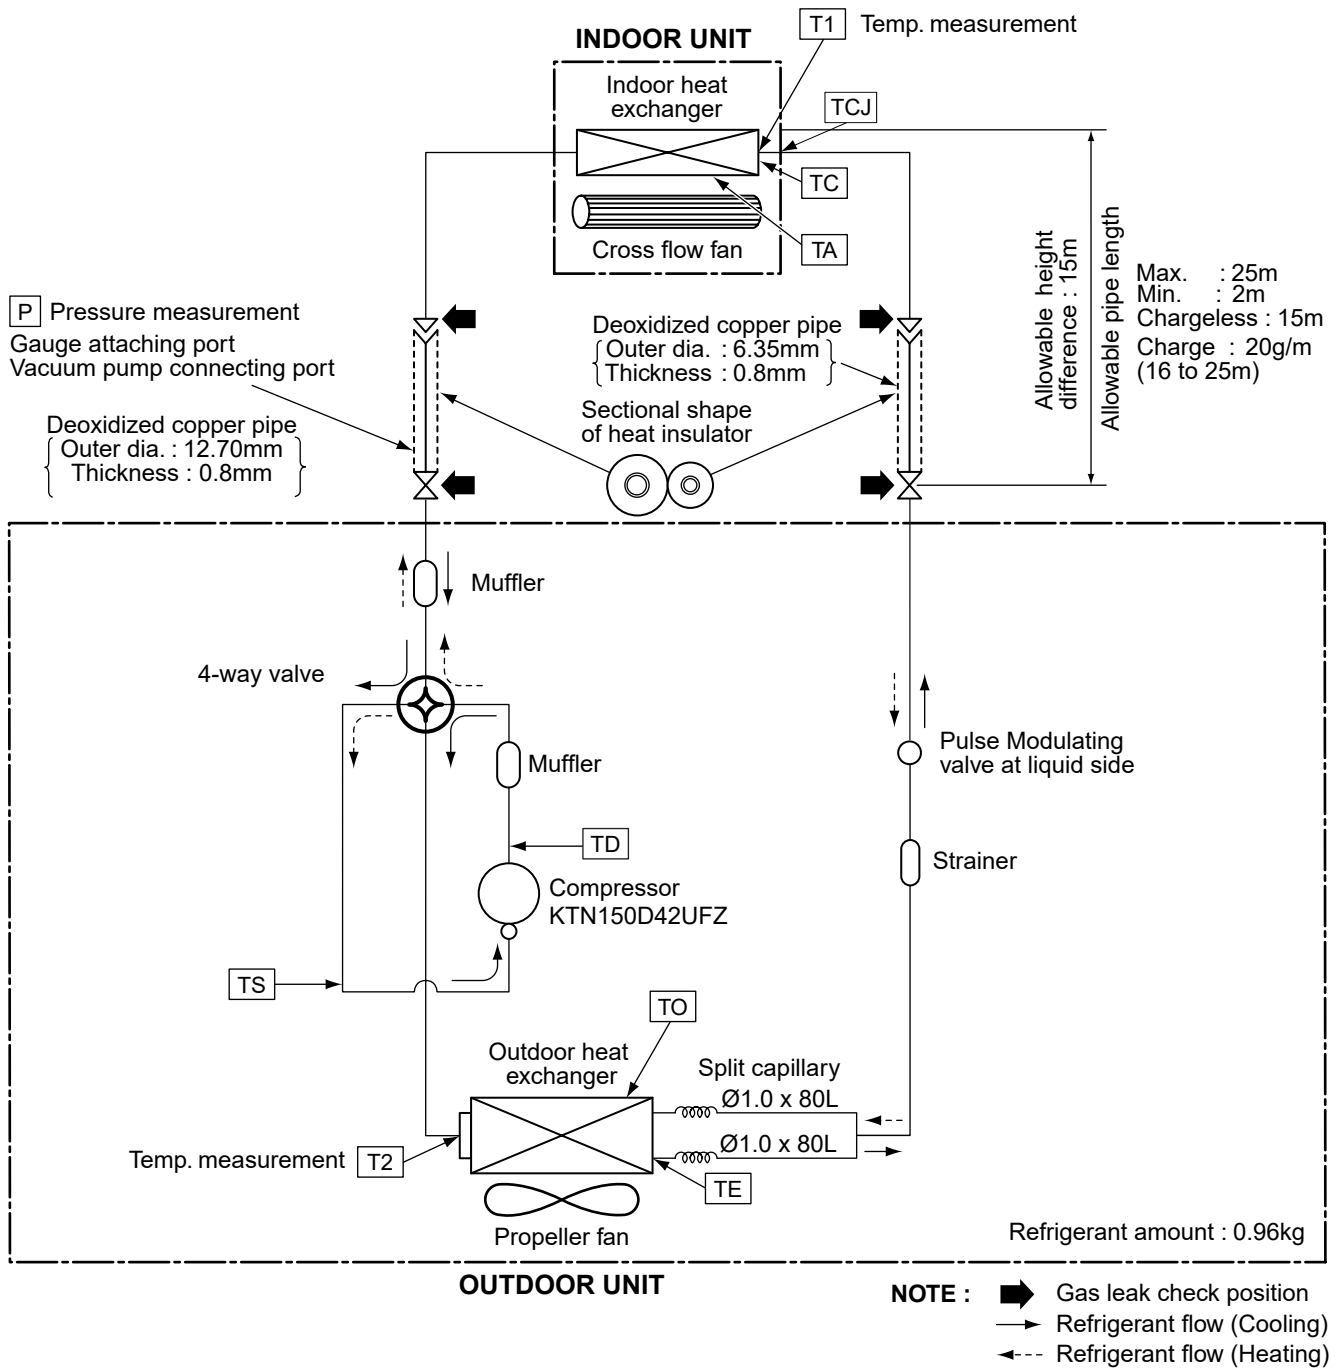 T1 Temp. measurement
INDOOR UNIT
Indoor heat
exchanger
TCJ
TC
TA
Cross flow fan
Allowable height
difference : 15m
Allowable pipe length
Max. : 25m
Min. : 2m
Chargeless : 15m
Charge : 20g/m
(16 to 25m)
P Pressure measurement
Gauge attaching port
Vacuum pump connecting port
Deoxidized copper pipe
Outer dia. : 12.70mm
Thickness : 0.8mm
Deoxidized copper pipe
Outer dia. : 6.35mm
Thickness : 0.8mm
Sectional shape
of heat insulator
Muffler
4-way valve
Muffler
Pulse Modulating
valve at liquid side
TD
Strainer
Compressor
KTN150D42UFZ
TS
TO
Outdoor heat
exchanger
Split capillary
Ø1.0 x 80L
Ø1.0 x 80L
Temp. measurement T2
TE
Propeller fan
Refrigerant amount : 0.96kg
OUTDOOR UNIT
NOTE : Gas leak check position
Refrigerant flow (Cooling)
Refrigerant flow (Heating)